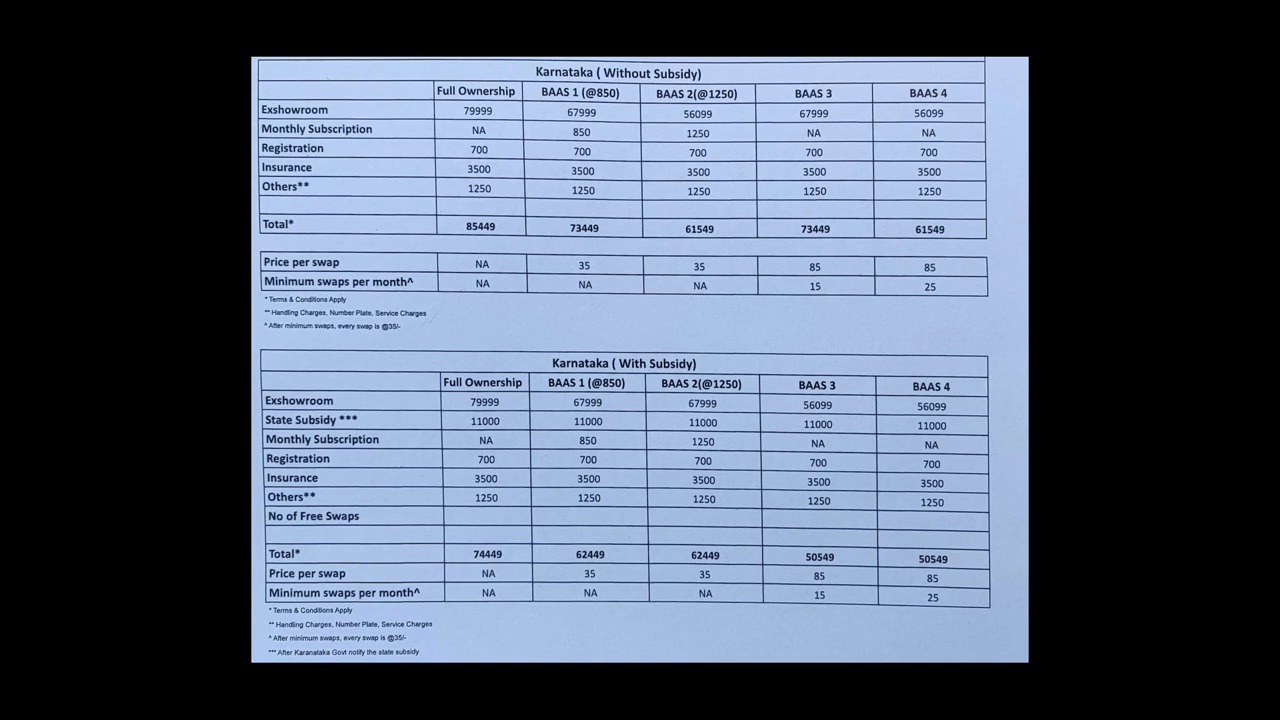 Karnataka ( Without Subsidy)
Full Ownership BAAS 1 (@850) BAAS 2(@1250) BAAS 3 BAAS 4
Exshowroom 79999 67999 56099 67999 56099
Monthly Subscription NA 850 1250 NA NA
Registration 700 700 700 700 700
Insurance 3500 3500 3500 3500 3500
Others** 1250 1250 1250 1250 1250
Total* 85449 73449 61549 73449 61549
Price per swap NA 35 35 85 85
Minimum swaps per month^ NA NA NA 15 25
* Terms & Conditions Apply
** Handling Charges, Number Plate, Service Charges
^ After minimum swaps, every swap is @35/-
Karnataka ( With Subsidy)
Full Ownership BAAS 1 (@850) BAAS 2(@1250) BAAS 3 BAAS 4
Exshowroom 79999 67999 67999 56099 56099
State Subsidy *** 11000 11000 11000 11000 11000
Monthly Subscription NA 850 1250 NA NA
Registration 700 700 700 700 700
Insurance 3500 3500 3500 3500 3500
Others** 1250 1250 1250 1250 1250
No of Free Swaps
Total* 74449 62449 62449 50549 50549
Price per swap NA 35 35 85 85
Minimum swaps per month^ NA NA NA 15 25
* Terms & Conditions Apply
** Handling Charges, Number Plate, Service Charges
^ After minimum swaps, every swap is @35/-
*** After Karanataka Govt notify the state subsidy